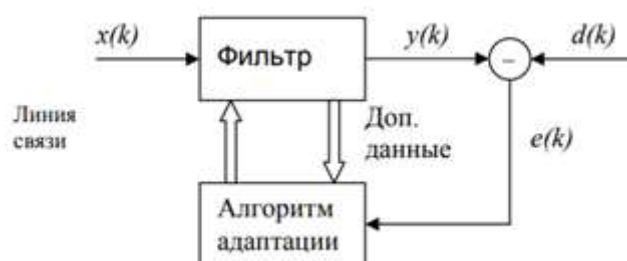 x(k)
Фильтр
y(k)
–
d(k)
Линия
связи
Доп.
данные
e(k)
Алгоритм
адаптации